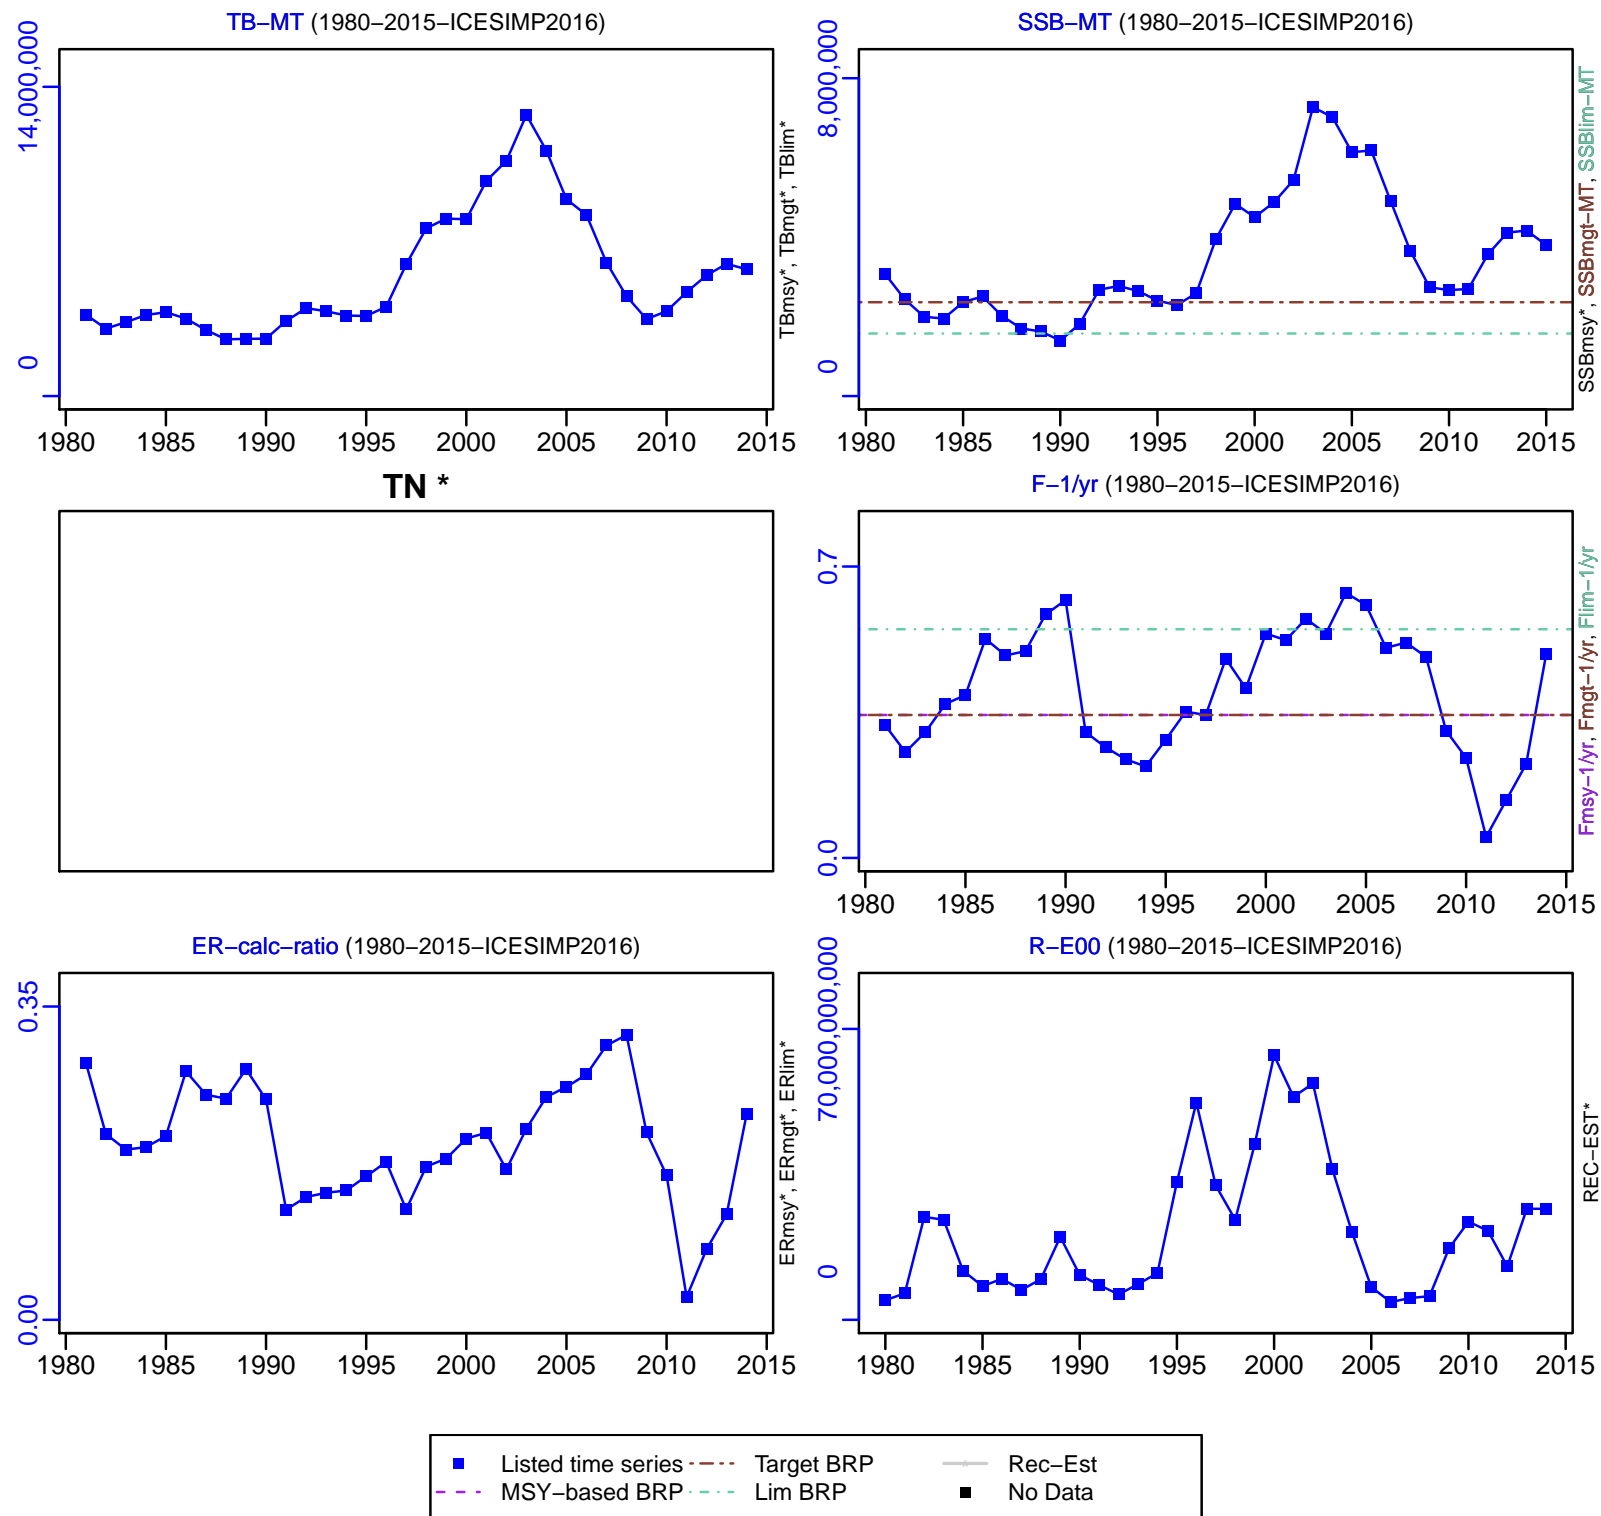 TB−MT (1980−2015−ICESIMP2016)
14,000,000
0
1980 1985 1990 1995 2000 2005 2010 2015
TBmsy*, TBmgt*, TBlim*
SSB−MT (1980−2015−ICESIMP2016)
8,000,000
0
1980 1985 1990 1995 2000 2005 2010 2015
SSBmsy*, SSBmgt−MT, SSBlim−MT
TN *
F−1/yr (1980−2015−ICESIMP2016)
0.7
0.0
1980 1985 1990 1995 2000 2005 2010 2015
Fmsy−1/yr, Fmgt−1/yr, Flim−1/yr
ER−calc−ratio (1980−2015−ICESIMP2016)
0.35
0.00
1980 1985 1990 1995 2000 2005 2010 2015
ERmsy*, ERmgt*, ERlim*
R−E00 (1980−2015−ICESIMP2016)
70,000,000,000
0
1980 1985 1990 1995 2000 2005 2010 2015
REC−EST*
Listed time series Target BRP Rec−Est
MSY−based BRP Lim BRP No Data